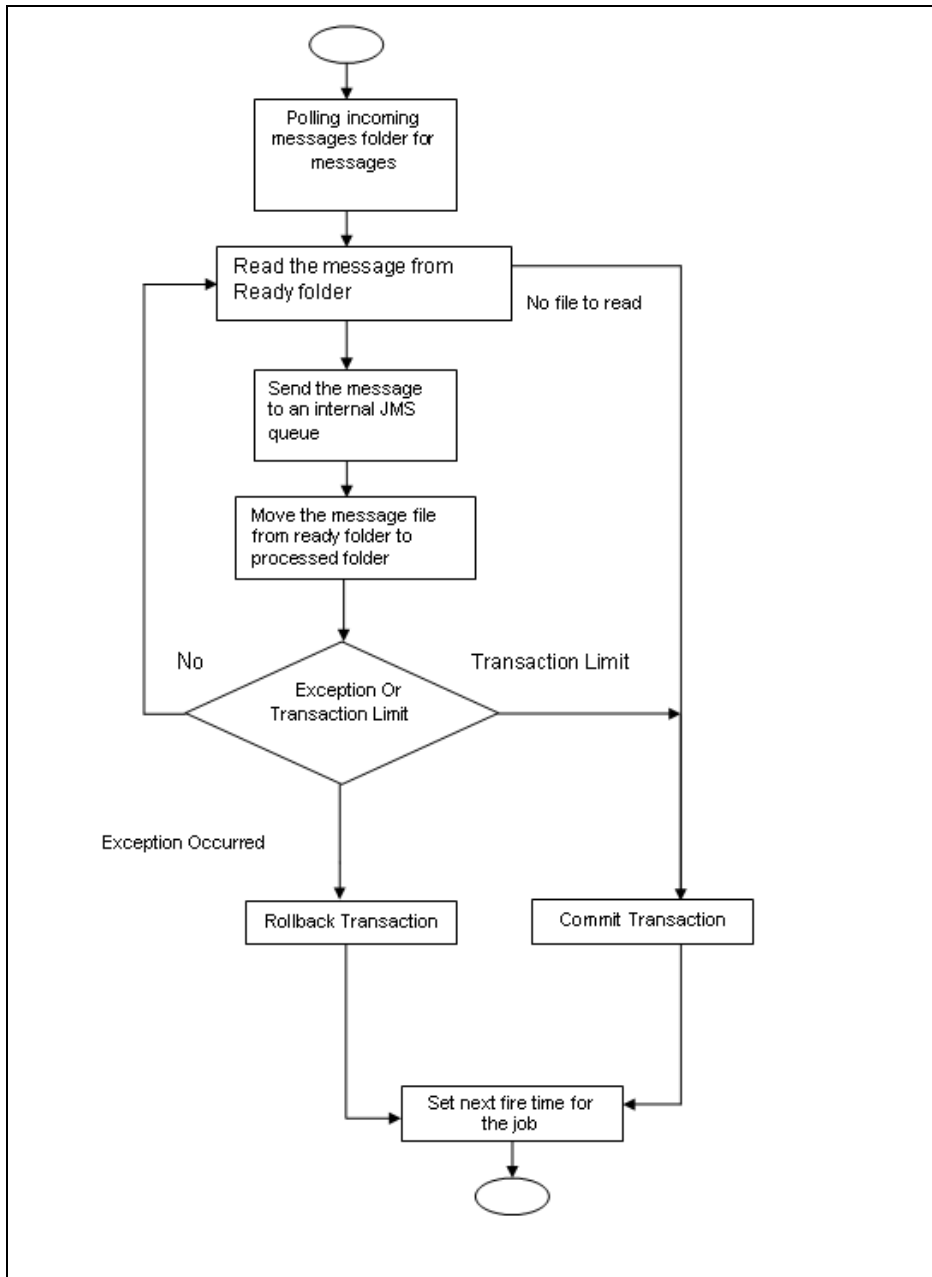 Polling incoming
messages folder for
messages
Read the message from
Ready folder
No file to read
Send the message
to an internal JMS
queue
Move the message file
from ready folder to
processed folder
No
Transaction Limit
Exception Or
Transaction Limit
Exception Occurred
Rollback Transaction
Commit Transaction
Set next fire time for
the job